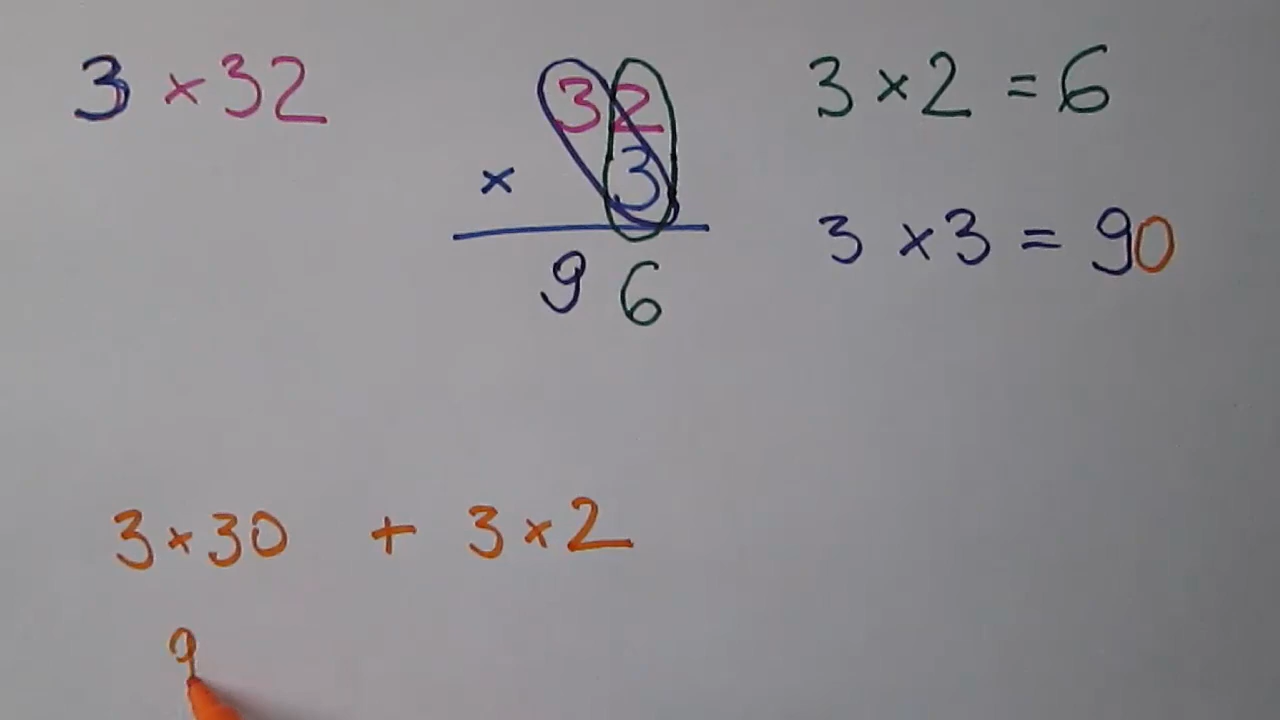 3 × 32
32
× 3
96
3 × 2 = 6
3 × 3 = 90
3 × 30 + 3 × 2
9